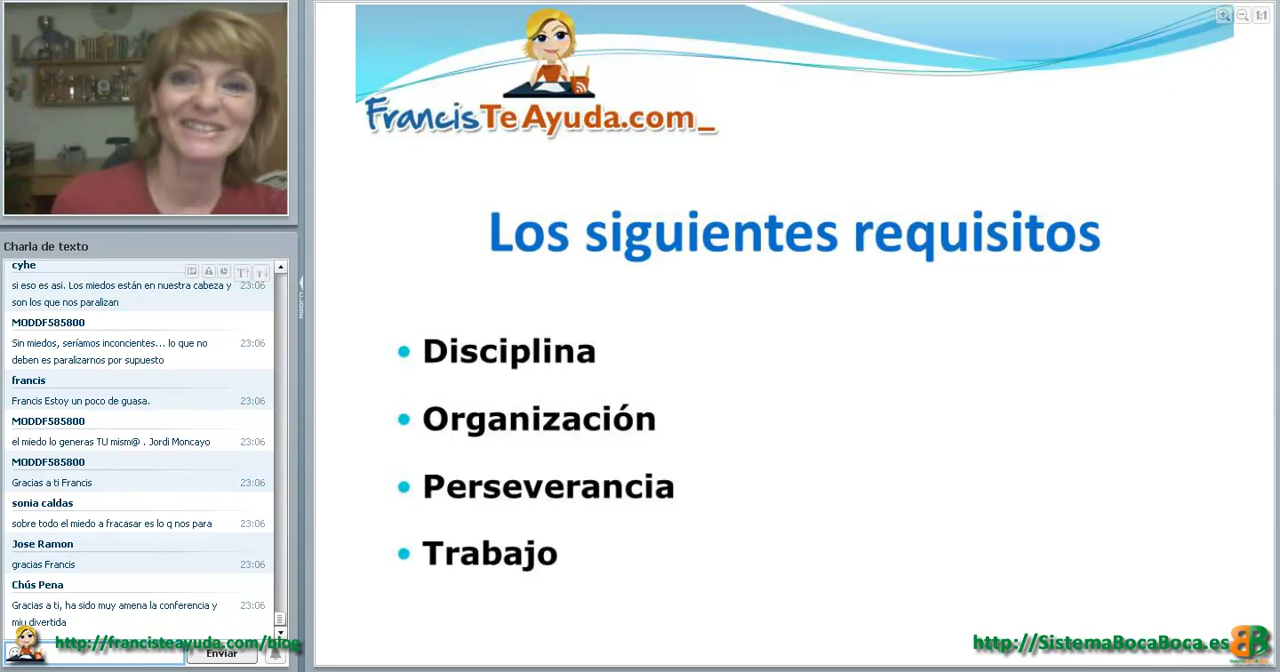 FrancisTeAyuda.com_
1:1
Los siguientes requisitos
• Disciplina
• Organización
• Perseverancia
• Trabajo
Charla de texto
cyhe
si eso es asi. Los miedos están en nuestra cabeza y 23:06
son los que nos paralizan
MODDF585800
Sin miedos, seríamos inconcientes... lo que no 23:06
deben es paralizarnos por supuesto
francis
Francis Estoy un poco de guasa. 23:06
MODDF585800
el miedo lo generas TU mism@ . Jordi Moncayo 23:06
MODDF585800
Gracias a ti Francis 23:06
sonia caldas
sobre todo el miedo a fracasar es lo q nos para 23:06
Jose Ramon
gracias Francis 23:06
Chús Pena
Gracias a ti, ha sido muy amena la conferencia y 23:06
miu divertida
http://francisteayuda.com/blog
Enviar
http://SistemaBocaBoca.es